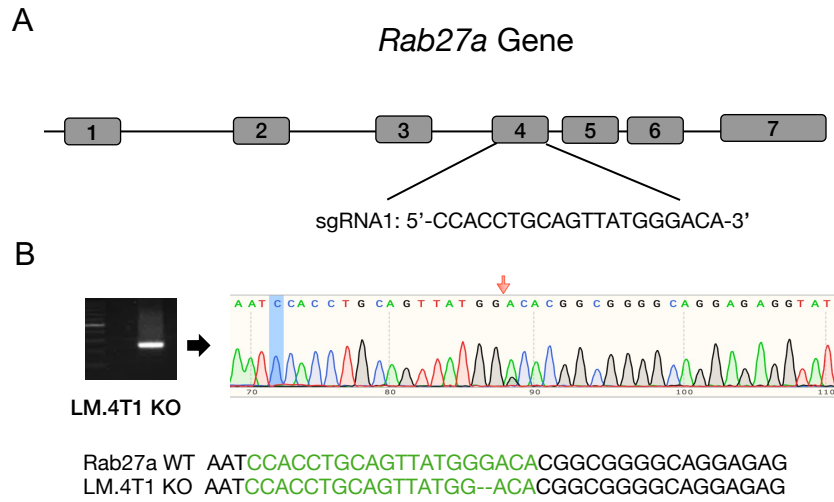 A
Rab27a Gene
1 2 3 4 5 6 7
sgRNA1: 5’-CCACCTGCAGTTATGGGACA-3’
B
A A T C C A C C T G C A G T T A T G G A C A C G G C G G G G C A G G A G A G G T A T
70 80 90 100 110
LM.4T1 KO
Rab27a WT AATCCACCTGCAGTTATGGGACACGGCGGGGCAGGAGAG
LM.4T1 KO AATCCACCTGCAGTTATGG--ACACGGCGGGGCAGGAGAG